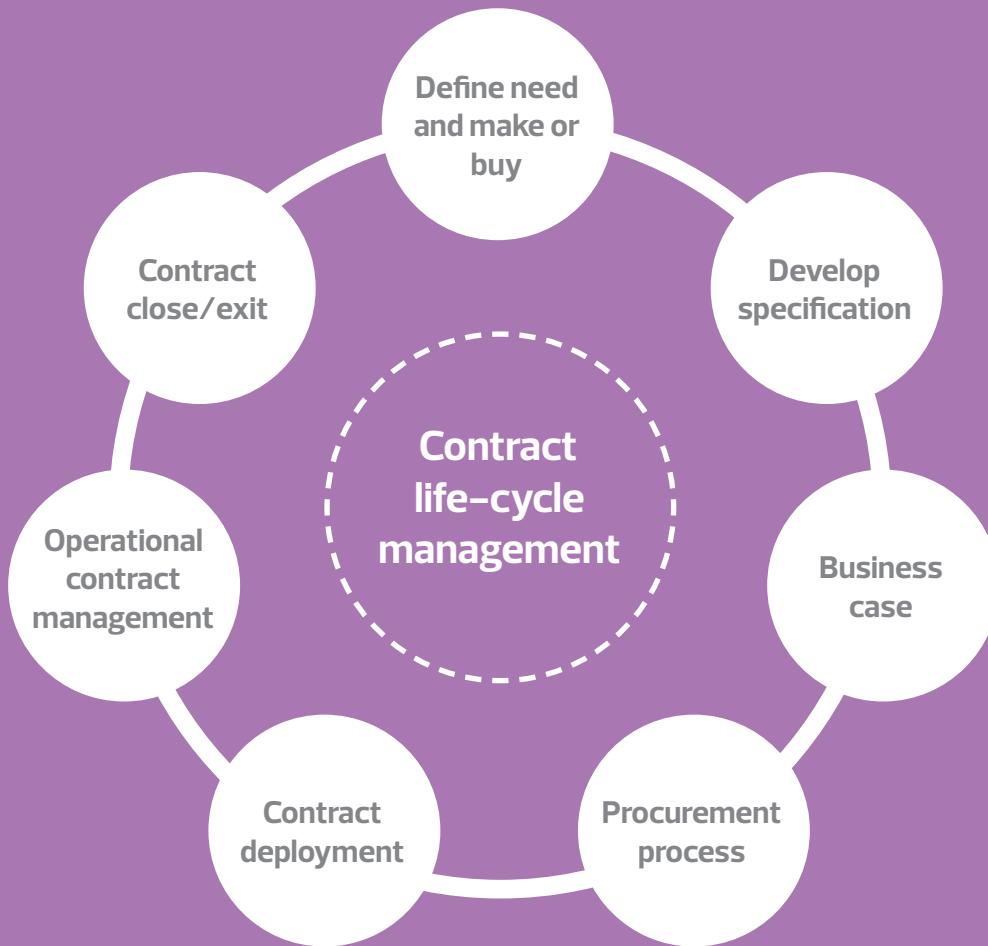 Define need
and make or
buy
Develop
specification
Business
case
Procurement
process
Contract
deployment
Operational
contract
management
Contract
close/exit
Contract
life-cycle
management